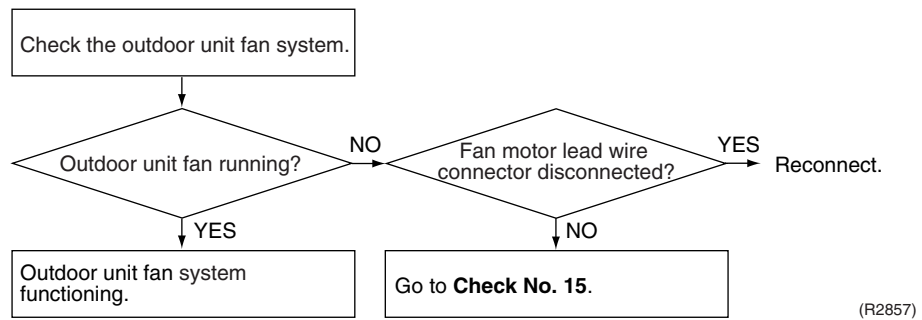 Check the outdoor unit fan system.
Outdoor unit fan running?
NO
Fan motor lead wire
connector disconnected?
YES
Reconnect.
YES
NO
Outdoor unit fan system
functioning.
Go to Check No. 15.
(R2857)